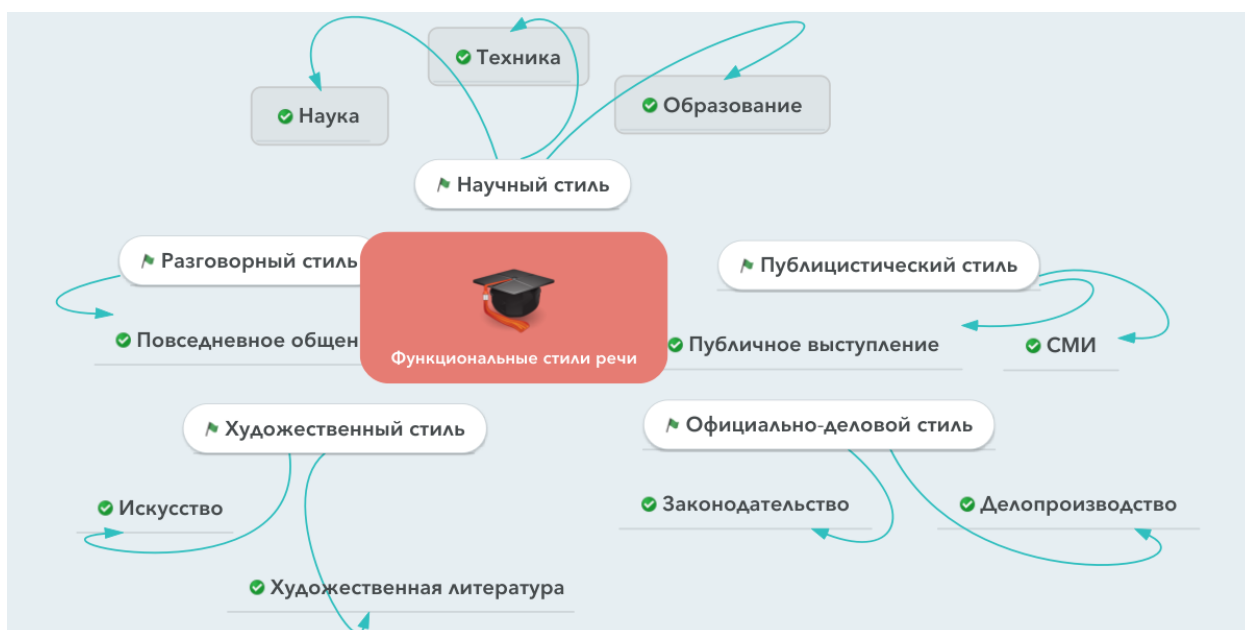 Техника
Образование
Наука
Научный стиль
Разговорный стиль
Публицистический стиль
Повседневное общен
Функциональные стили речи
Публичное выступление
СМИ
Художественный стиль
Официально-деловой стиль
Искусство
Законодательство
Делопроизводство
Художественная литература